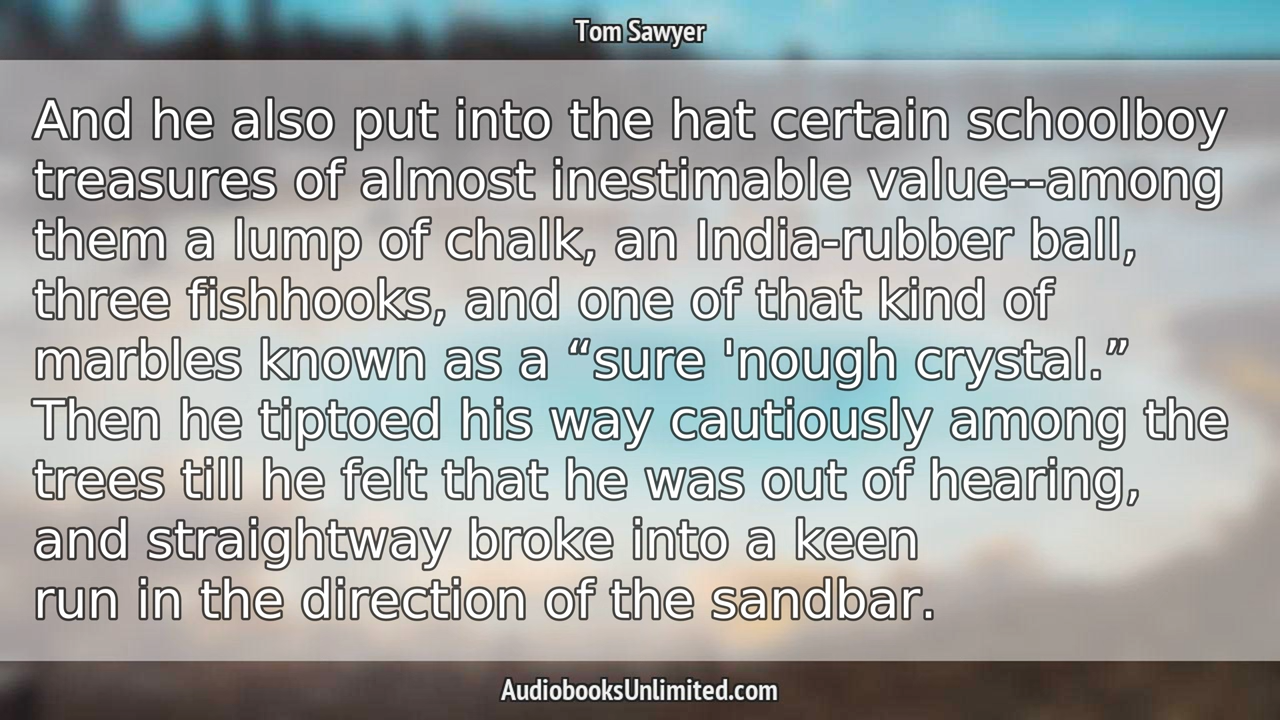 Tom Sawyer
And he also put into the hat certain schoolboy
treasures of almost inestimable value--among
them a lump of chalk, an India-rubber ball,
three fishhooks, and one of that kind of
marbles known as a “sure 'nough crystal.”
Then he tiptoed his way cautiously among the
trees till he felt that he was out of hearing,
and straightway broke into a keen
run in the direction of the sandbar.
AudiobooksUnlimited.com